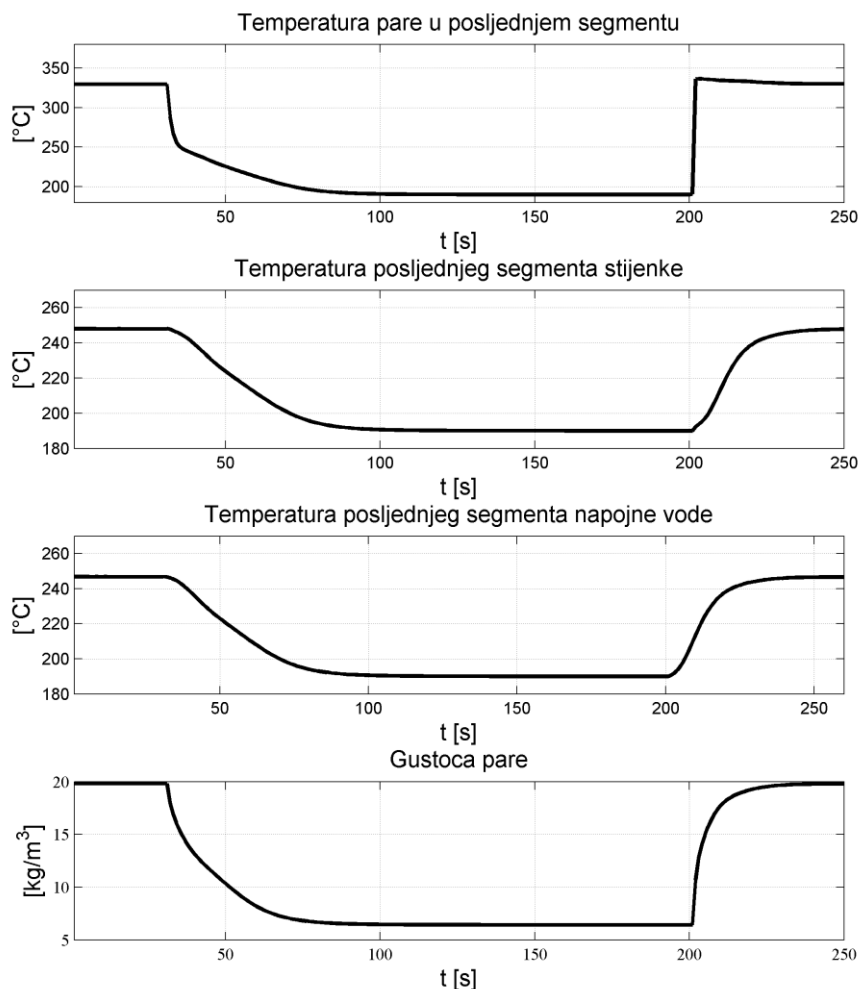 Temperatura pare u posljednjem segmentu
350
300
250
200
[°C]
50 100 150 200 250
t [s]
Temperatura posljednjeg segmenta stijenke
260
240
220
200
180
[°C]
50 100 150 200 250
t [s]
Temperatura posljednjeg segmenta napojne vode
260
240
220
200
180
[°C]
50 100 150 200 250
t [s]
Gustoca pare
20
15
10
5
[kg/m³]
50 100 150 200 250
t [s]